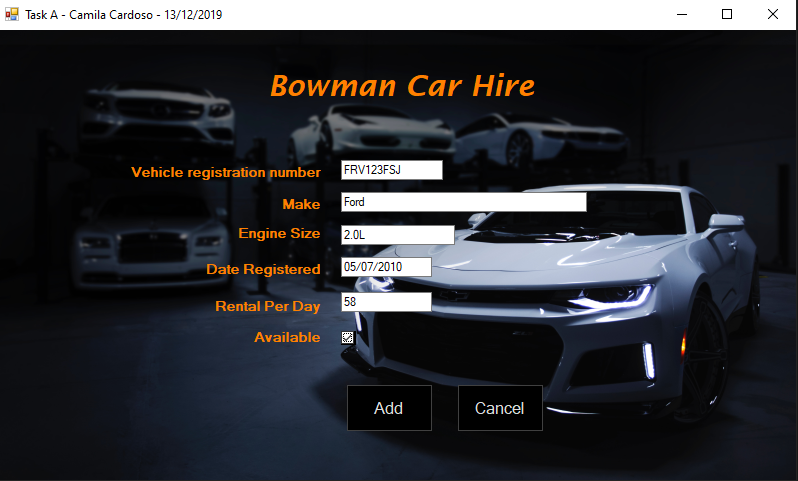 Task A - Camila Cardoso - 13/12/2019
Bowman Car Hire
Vehicle registration number FRV123FSJ
Make Ford
Engine Size 2.0L
Date Registered 05/07/2010
Rental Per Day 58
Available
Add Cancel